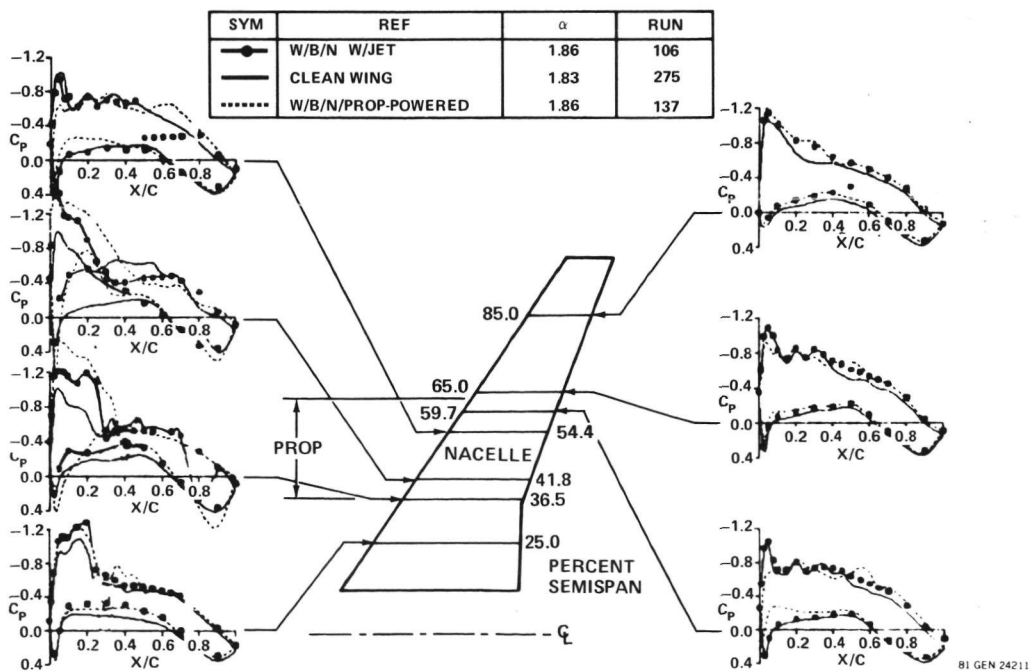 SYM REF α RUN
W/B/N W/JET 1.86 106
CLEAN WING 1.83 275
W/B/N/PROP-POWERED 1.86 137
-1.2
-0.8
-0.4
CP
0.0
0.4
0.2 0.4 0.6 0.8
X/C
-1.2
-0.8
-0.4
CP
0.0
0.4
0.2 0.4 0.6 0.8
X/C
-1.2
-0.8
-0.4
CP
0.0
0.4
0.2 0.4 0.6 0.8
X/C
-1.2
-0.8
-0.4
CP
0.0
0.4
0.2 0.4 0.6 0.8
X/C
85.0
65.0
59.7
54.4
PROP
NACELLE
41.8
36.5
25.0
PERCENT
SEMISPAN
CL
-1.2
-0.8
-0.4
CP
0.0
0.4
0.2 0.4 0.6 0.8
X/C
-1.2
-0.8
-0.4
CP
0.0
0.4
0.2 0.4 0.6 0.8
X/C
-1.2
-0.8
-0.4
CP
0.0
0.4
0.2 0.4 0.6 0.8
X/C
81 GEN 24211